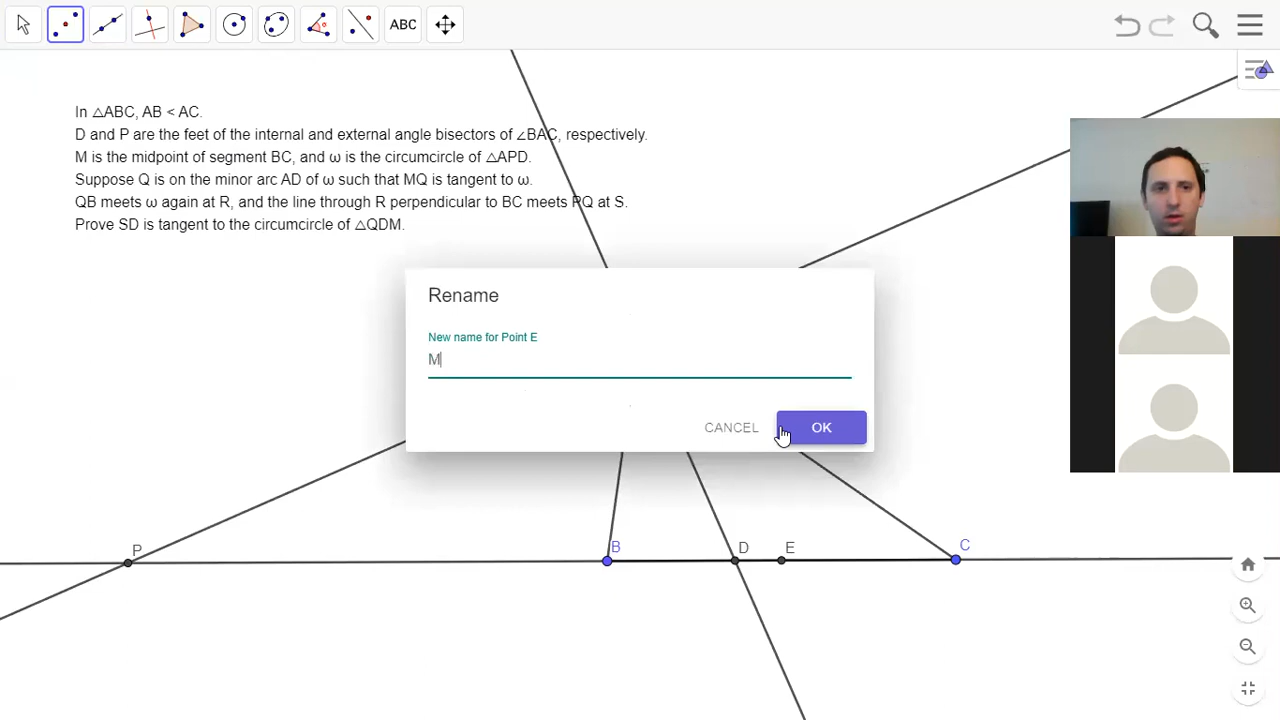 ABC
In △ABC, AB < AC.
D and P are the feet of the internal and external angle bisectors of ∠BAC, respectively.
M is the midpoint of segment BC, and ω is the circumcircle of △APD.
Suppose Q is on the minor arc AD of ω such that MQ is tangent to ω.
QB meets ω again at R, and the line through R perpendicular to BC meets PQ at S.
Prove SD is tangent to the circumcircle of △QDM.
Rename
New name for Point E
M
CANCEL
OK
P
B
D
E
C